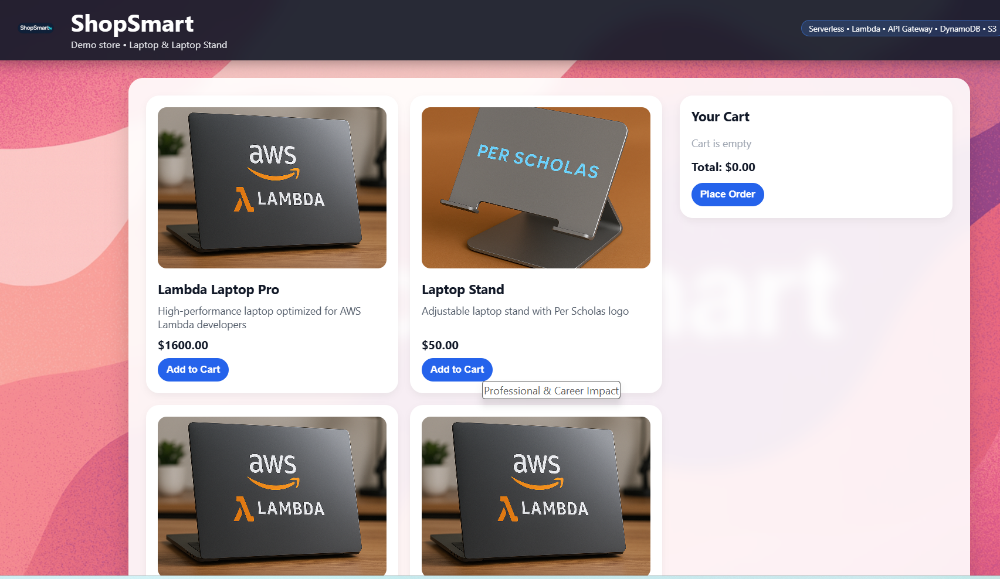 ShopSmart
ShopSmart
Demo store • Laptop & Laptop Stand
Serverless • Lambda • API Gateway • DynamoDB • S3
aws
LAMBDA
Lambda Laptop Pro
High-performance laptop optimized for AWS
Lambda developers
$1600.00
Add to Cart
PER SCHOLAS
Laptop Stand
Adjustable laptop stand with Per Scholas logo
$50.00
Add to Cart
Professional & Career Impact
Your Cart
Cart is empty
Total: $0.00
Place Order
aws
LAMBDA
aws
LAMBDA